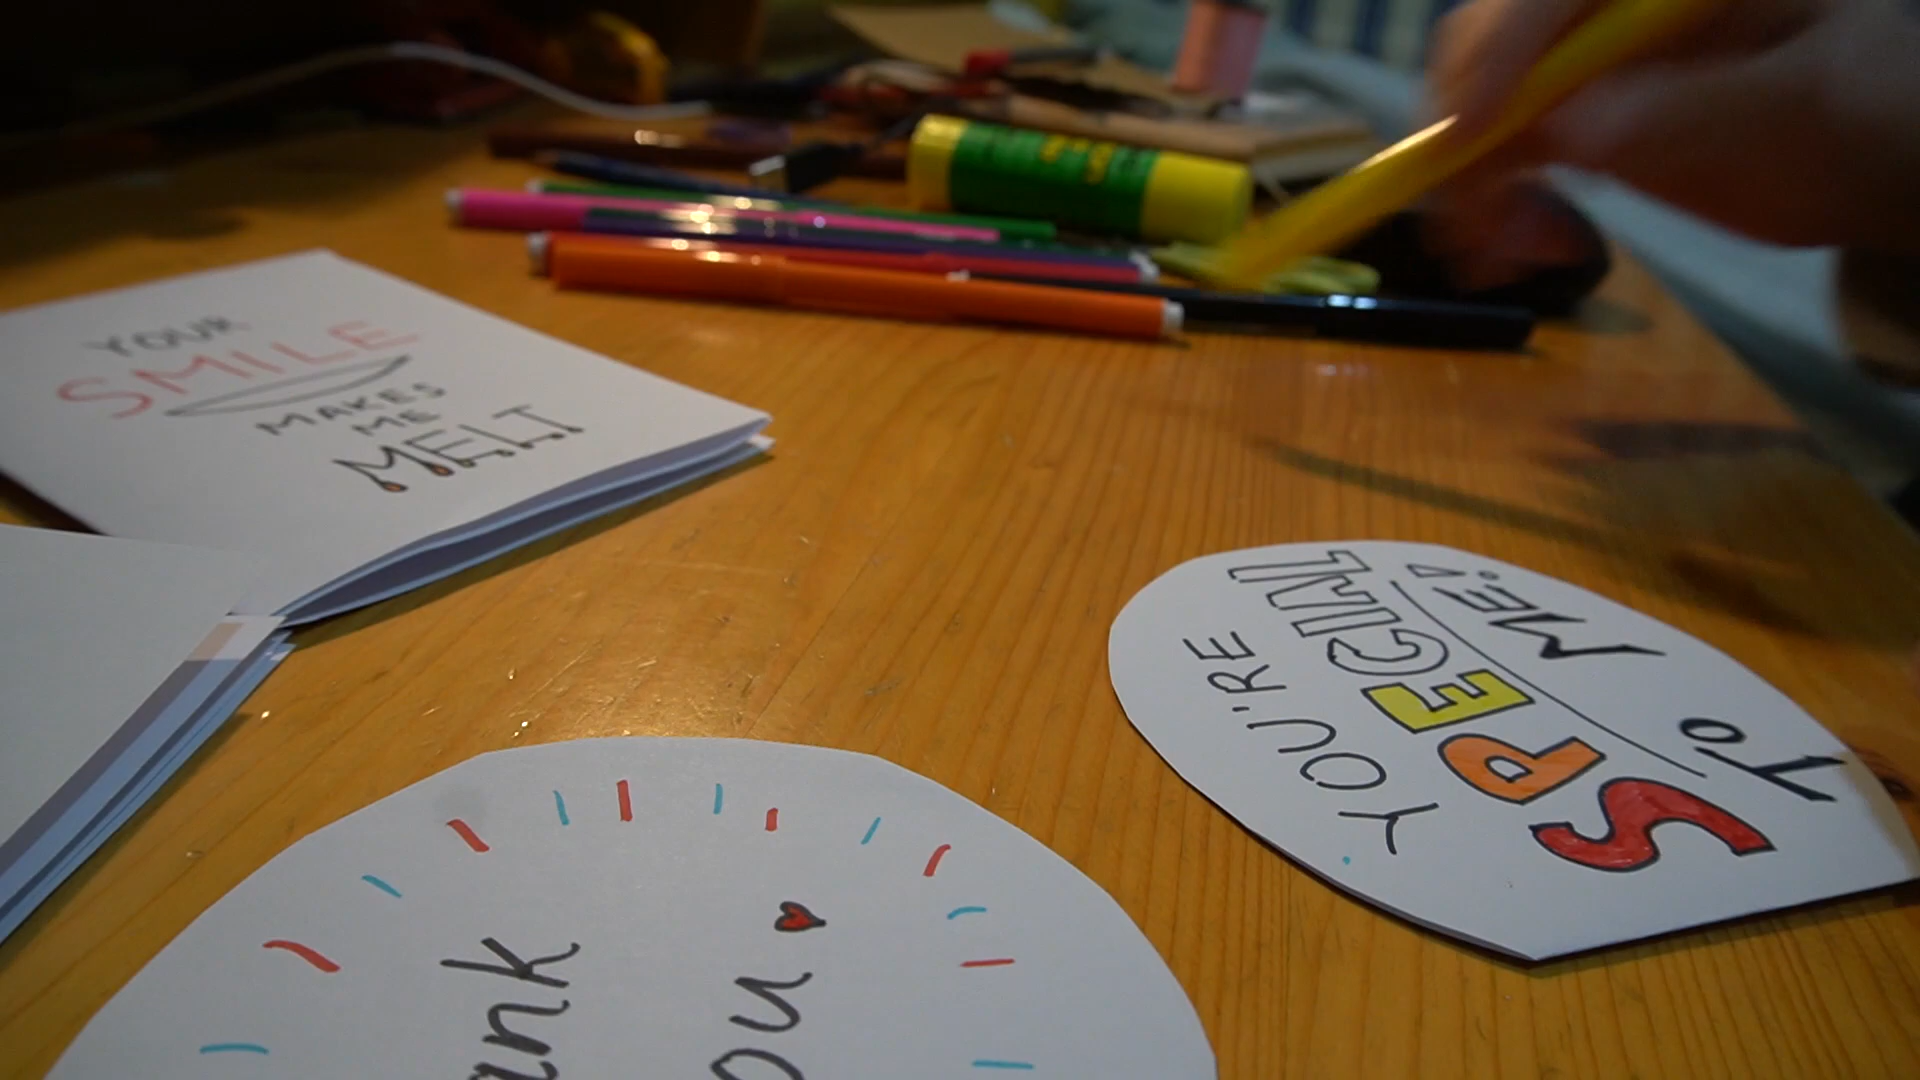 YOUR
SMILE
MAKES
ME
MELT
YOU'RE
SPECIAL
TO ME!
ank
ou